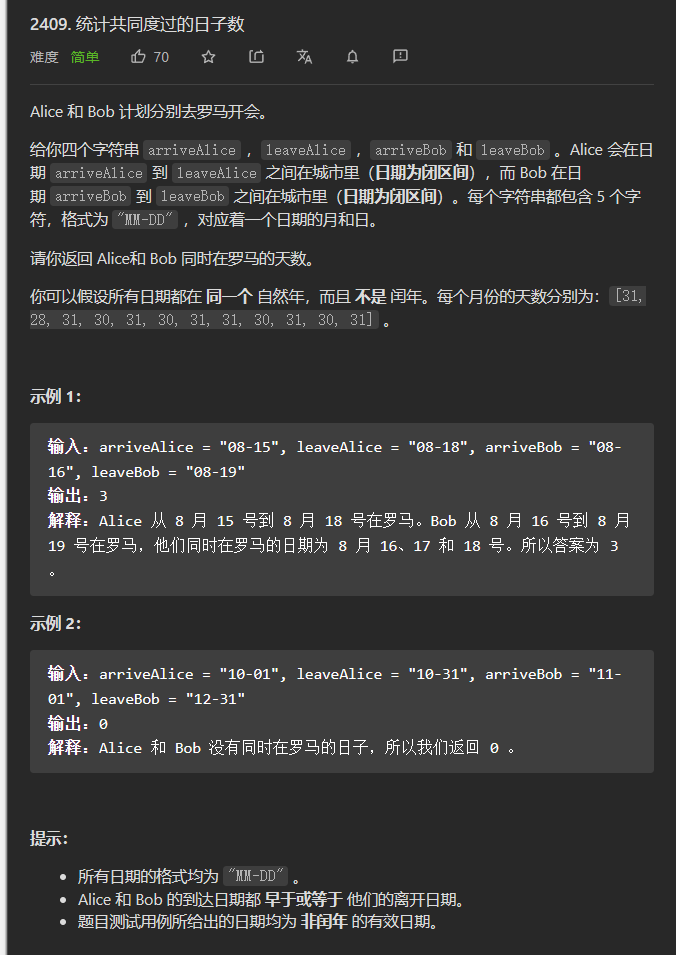 2409. 统计共同度过的日子数
难度 简单 70
Alice 和 Bob 计划分别去罗马开会。
给你四个字符串 arriveAlice ，leaveAlice ，arriveBob 和 leaveBob 。Alice 会在日
期 arriveAlice 到 leaveAlice 之间在城市里（日期为闭区间），而 Bob 在日
期 arriveBob 到 leaveBob 之间在城市里（日期为闭区间）。每个字符串都包含 5 个字
符，格式为 "MM-DD" ，对应着一个日期的月和日。
请你返回 Alice和 Bob 同时在罗马的天数。
你可以假设所有日期都在 同一个 自然年，而且 不是 闰年。每个月份的天数分别为：[31,
28, 31, 30, 31, 30, 31, 31, 30, 31, 30, 31] 。
示例 1：
输入：arriveAlice = "08-15", leaveAlice = "08-18", arriveBob = "08-
16", leaveBob = "08-19"
输出：3
解释：Alice 从 8 月 15 号到 8 月 18 号在罗马。Bob 从 8 月 16 号到 8 月
19 号在罗马，他们同时在罗马的日期为 8 月 16、17 和 18 号。所以答案为 3
。
示例 2：
输入：arriveAlice = "10-01", leaveAlice = "10-31", arriveBob = "11-
01", leaveBob = "12-31"
输出：0
解释：Alice 和 Bob 没有同时在罗马的日子，所以我们返回 0 。
提示：
• 所有日期的格式均为 "MM-DD" 。
• Alice 和 Bob 的到达日期都 早于或等于 他们的离开日期。
• 题目测试用例所给出的日期均为 非闰年 的有效日期。